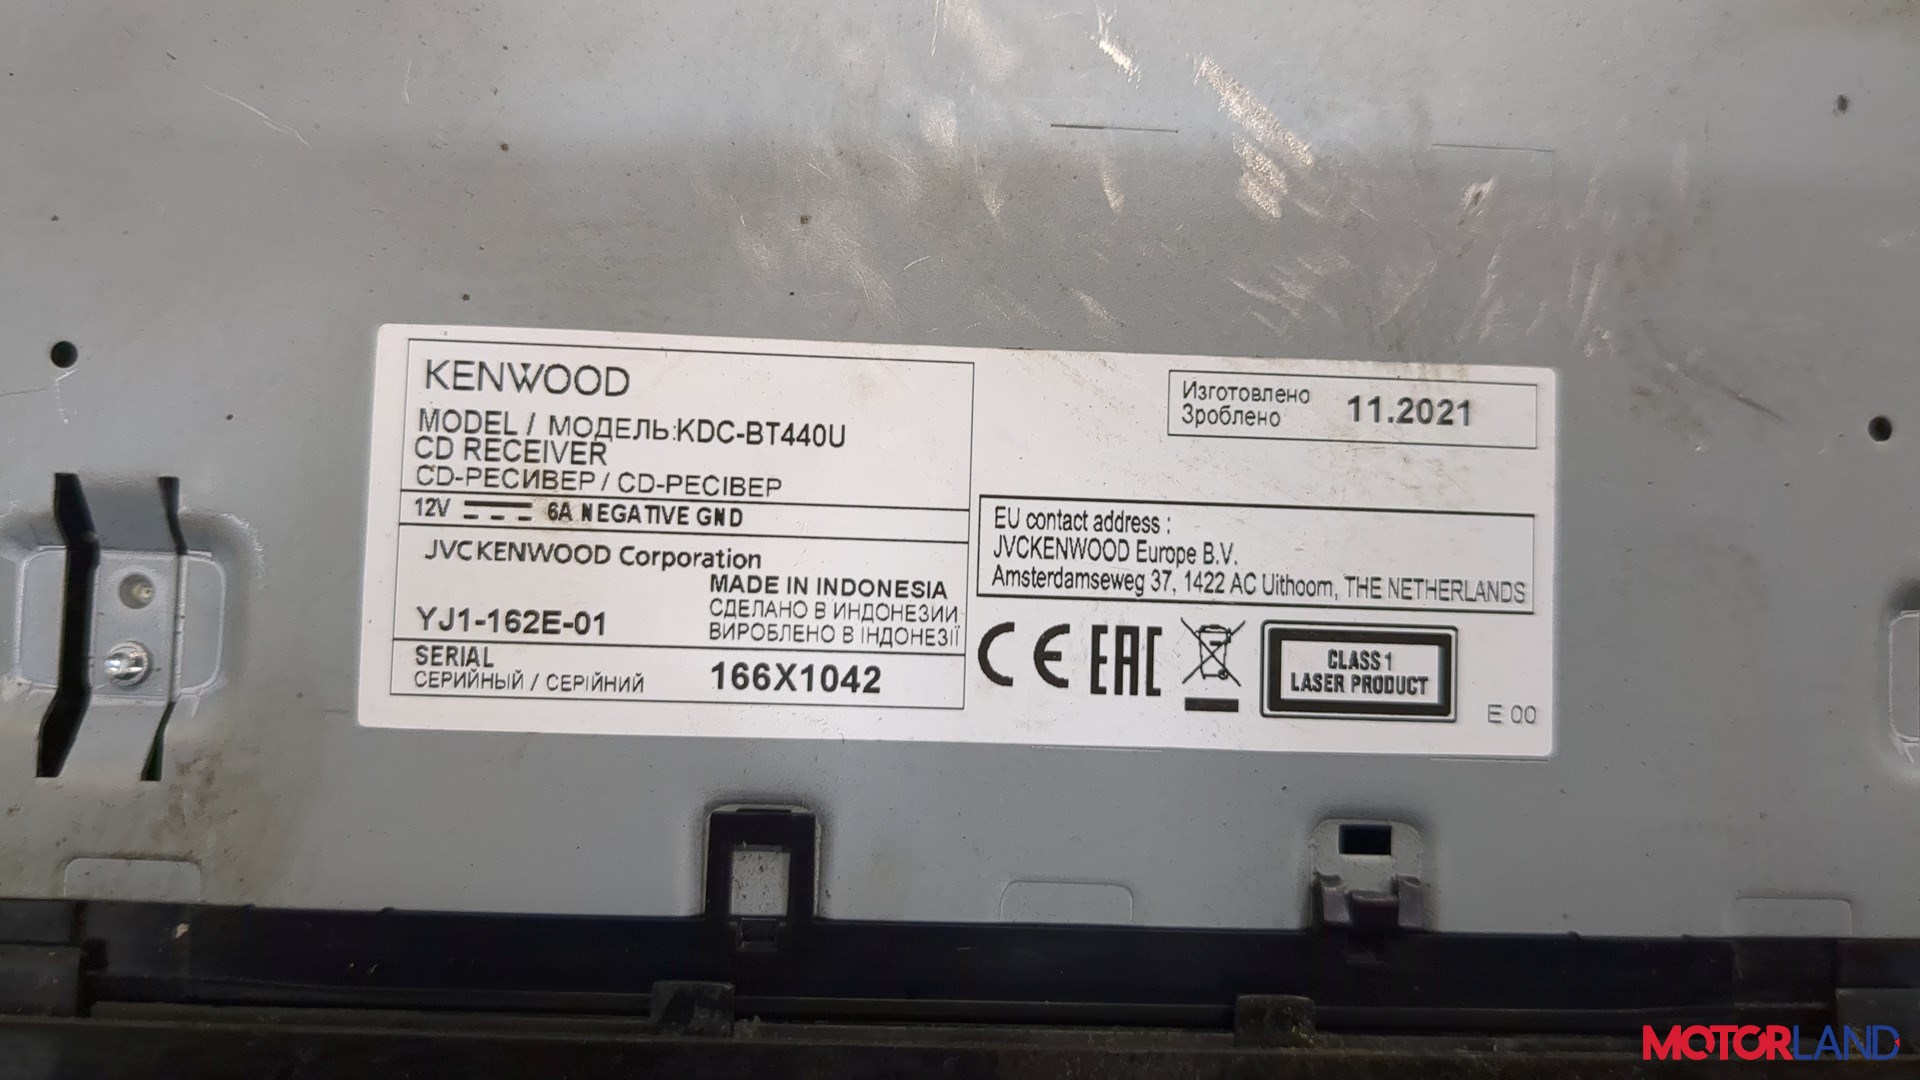 KENWOOD
MODEL / МОДЕЛЬ:KDC-BT440U
CD RECEIVER
CD-РЕСИВЕР / CD-РЕСІВЕР
12V 6A NEGATIVE GND
JVCKENWOOD Corporation
MADE IN INDONESIA
СДЕЛАНО В ИНДОНЕЗИИ
YJ1-162E-01
ВИРОБЛЕНО В ІНДОНЕЗІЇ
SERIAL
СЕРИЙНЫЙ / СЕРІЙНИЙ
166X1042
Изготовлено
Зроблено
11.2021
EU contact address :
JVCKENWOOD Europe B.V.
Amsterdamseweg 37, 1422 AC Uithoorn, THE NETHERLANDS
CE EAC
CLASS 1
LASER PRODUCT
E 00
MOTORLAND